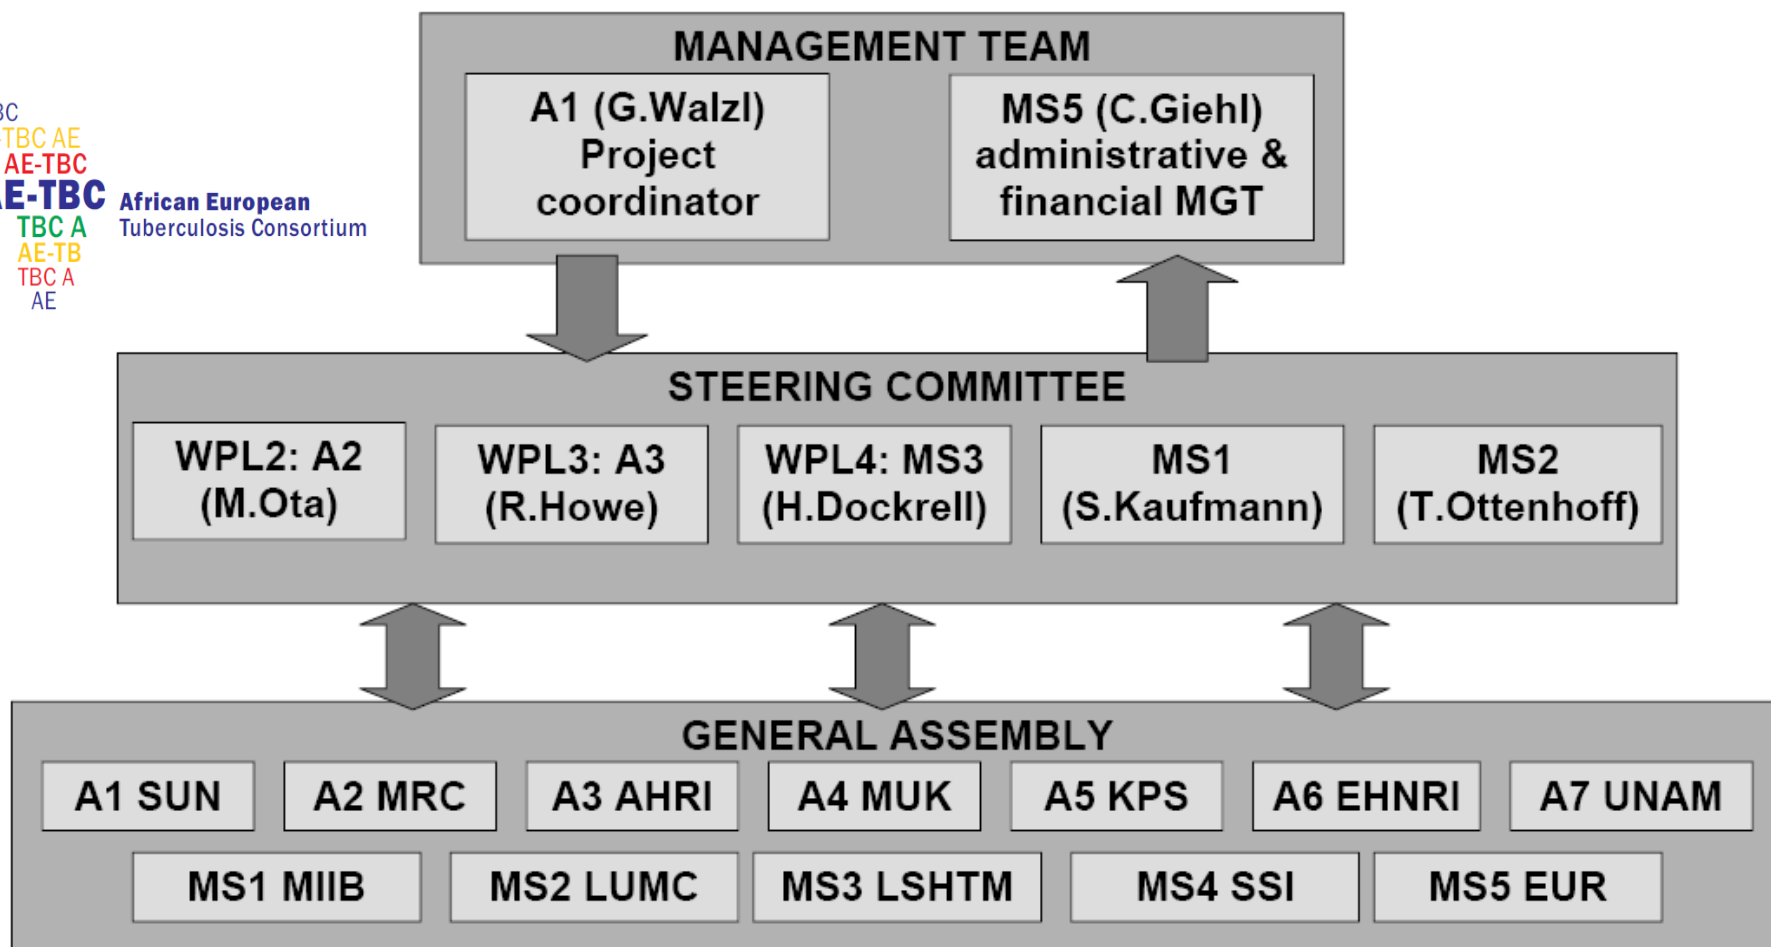 MANAGEMENT TEAM
A1 (G.Walzl)
Project
coordinator
MS5 (C.Giehl)
administrative &
financial MGT
BC
-TBC AE
AE-TBC
AE-TBC
TBC A
AE-TB
TBC A
AE
African European
Tuberculosis Consortium
STEERING COMMITTEE
WPL2: A2
(M.Ota)
WPL3: A3
(R.Howe)
WPL4: MS3
(H.Dockrell)
MS1
(S.Kaufmann)
MS2
(T.Ottenhoff)
GENERAL ASSEMBLY
A1 SUN
A2 MRC
A3 AHRI
A4 MUK
A5 KPS
A6 EHNRI
A7 UNAM
MS1 MIIB
MS2 LUMC
MS3 LSHTM
MS4 SSI
MS5 EUR